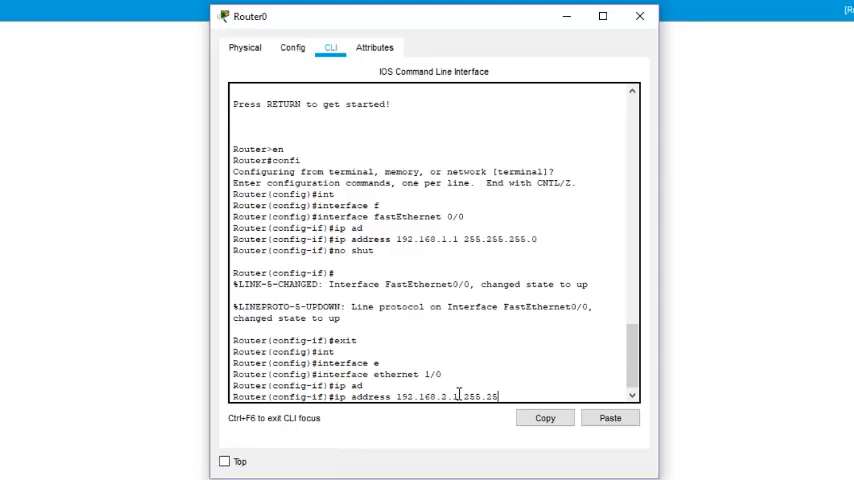 [R
Router0
Physical Config CLI Attributes
IOS Command Line Interface
Press RETURN to get started!
Router>en
Router#confi
Configuring from terminal, memory, or network [terminal]?
Enter configuration commands, one per line. End with CNTL/Z.
Router(config)#int
Router(config)#interface f
Router(config)#interface fastEthernet 0/0
Router(config-if)#ip ad
Router(config-if)#ip address 192.168.1.1 255.255.255.0
Router(config-if)#no shut
Router(config-if)#
%LINK-5-CHANGED: Interface FastEthernet0/0, changed state to up
%LINEPROTO-5-UPDOWN: Line protocol on Interface FastEthernet0/0,
changed state to up
Router(config-if)#exit
Router(config)#int
Router(config)#interface e
Router(config)#interface ethernet 1/0
Router(config-if)#ip ad
Router(config-if)#ip address 192.168.2.1 255.25
Ctrl+F6 to exit CLI focus
Copy Paste
Top